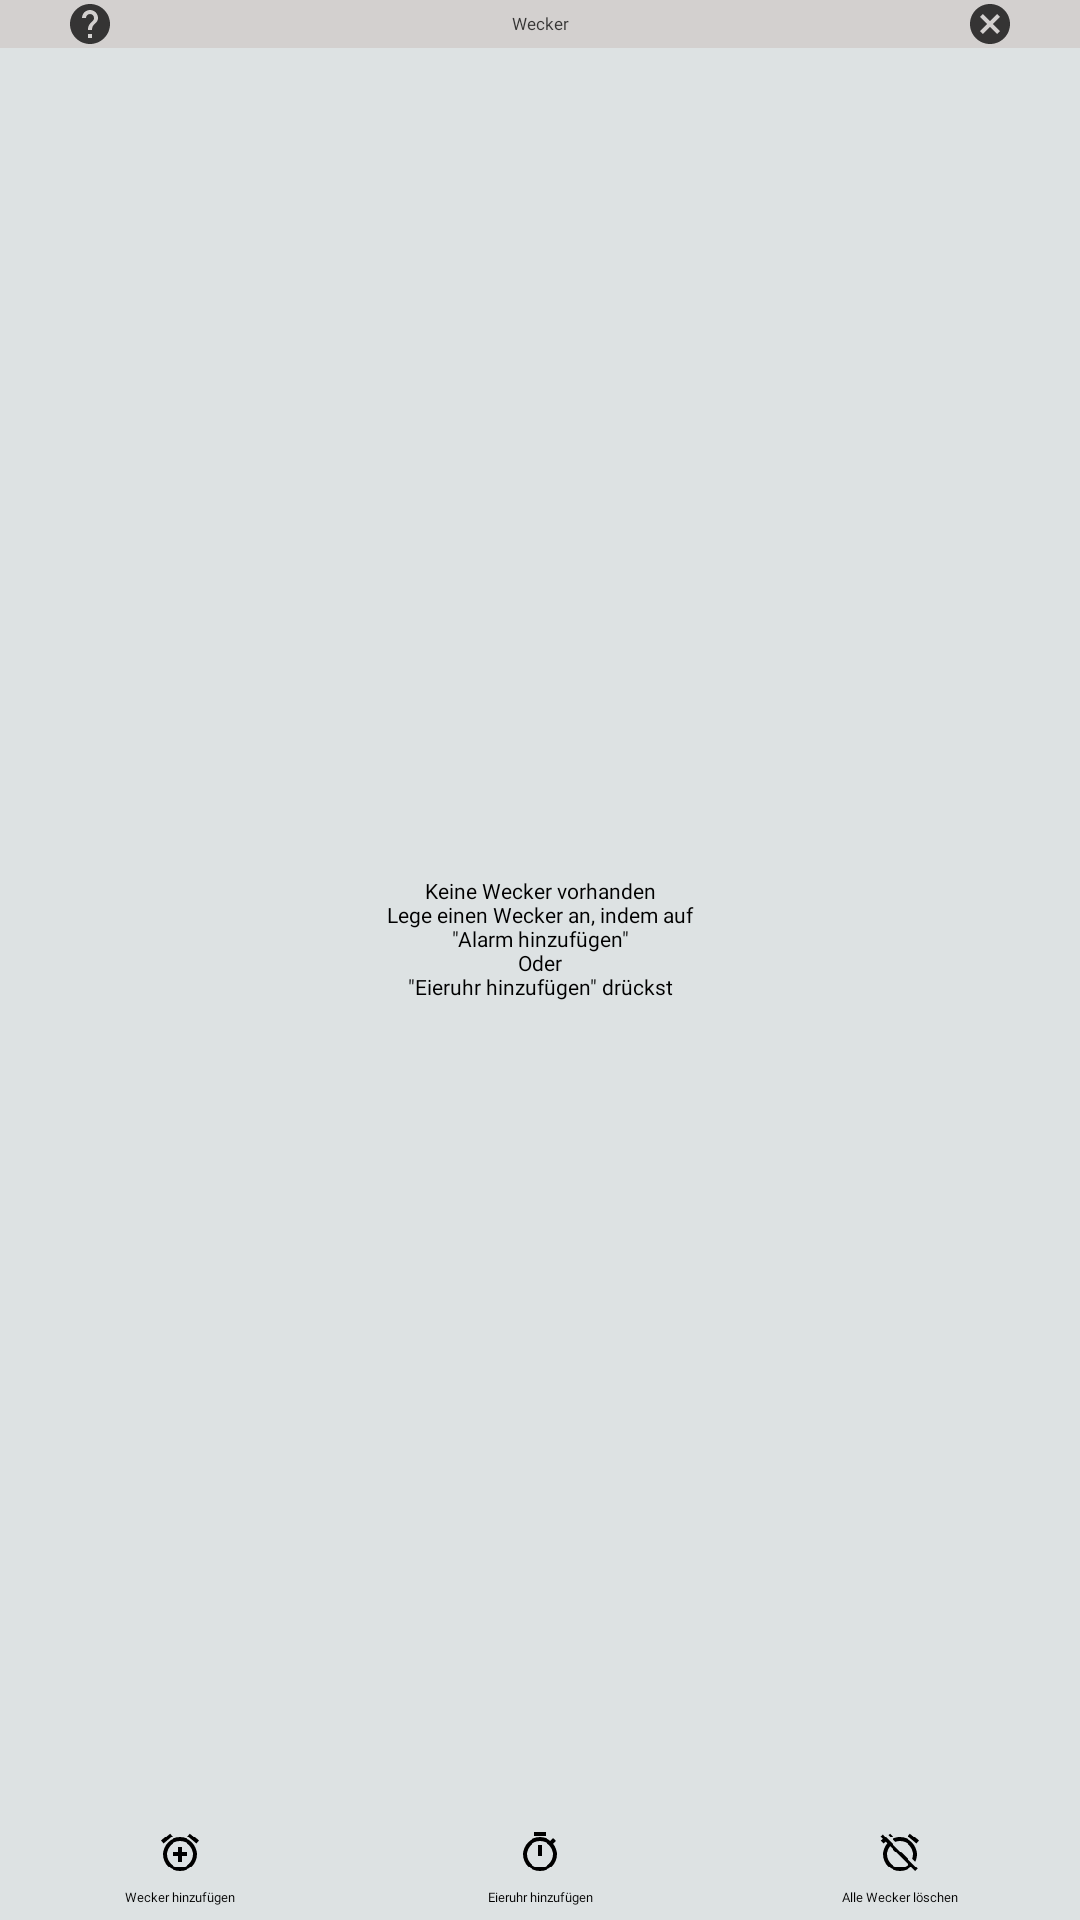 Wecker
Keine Wecker vorhanden
Lege einen Wecker an, indem auf
"Alarm hinzufügen"
Oder
"Eieruhr hinzufügen" drückst
Wecker hinzufügen
Eieruhr hinzufügen
Alle Wecker löschen